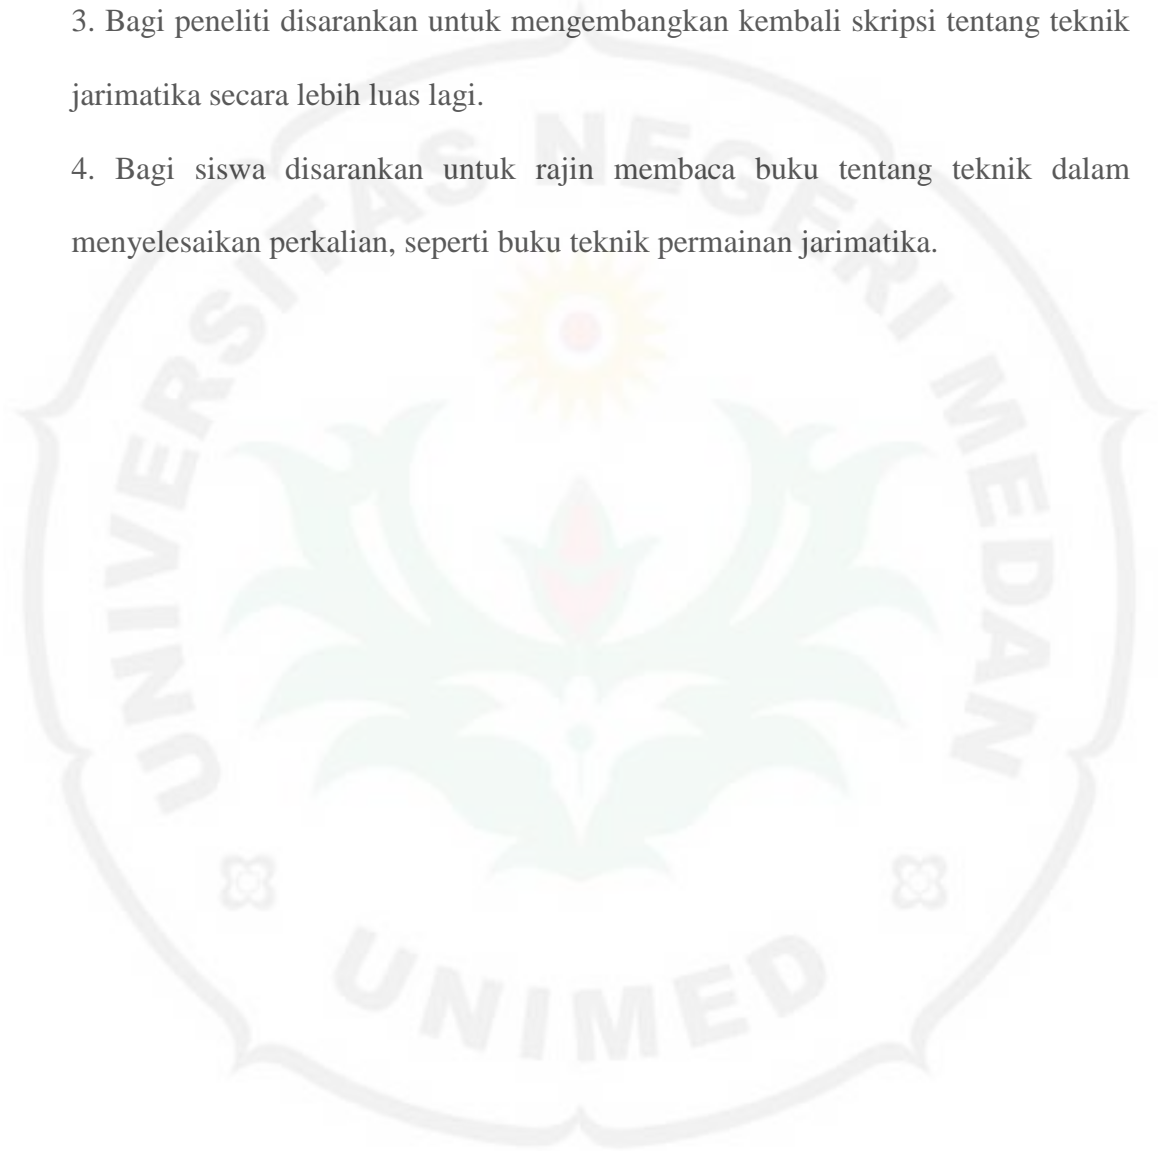 3. Bagi peneliti disarankan untuk mengembangkan kembali skripsi tentang teknik
jarimatika secara lebih luas lagi.
4. Bagi siswa disarankan untuk rajin membaca buku tentang teknik dalam
menyelesaikan perkalian, seperti buku teknik permainan jarimatika.
UNIVERSITAS NEGERI MEDAN
UNIMED